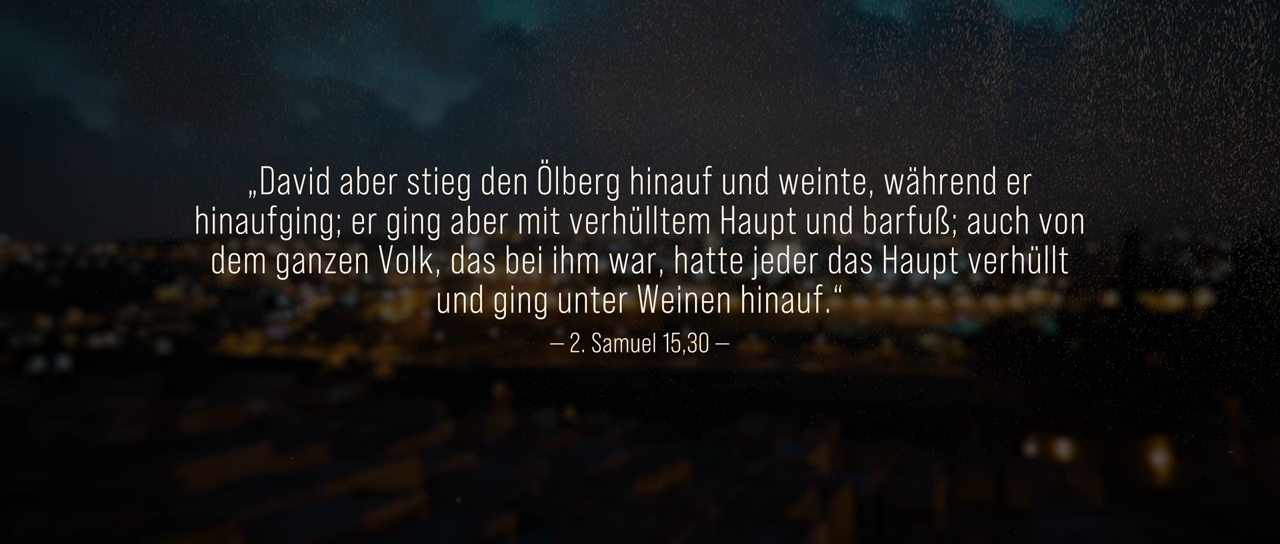 „David aber stieg den Ölberg hinauf und weinte, während er
hinaufging; er ging aber mit verhülltem Haupt und barfuß; auch von
dem ganzen Volk, das bei ihm war, hatte jeder das Haupt verhüllt
und ging unter Weinen hinauf.“
– 2. Samuel 15,30 –